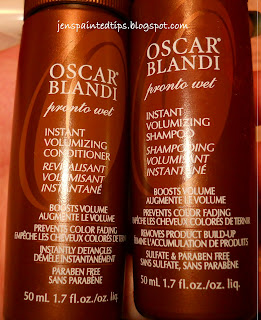 jenspaintedtips.blogspot.com
OSCAR®
BLANDI
pronto wet
INSTANT
VOLUMIZING
CONDITIONER
REVITALISANT
VOLUMISANT
INSTANTANÉ
BOOSTS VOLUME
AUGMENTE LE VOLUME
PREVENTS COLOR FADING
EMPÊCHE LES CHEVEUX COLORÉS DE TERNIR
INSTANTLY DETANGLES
DÉMÊLE INSTANTANÉMENT
PARABEN FREE
SANS PARABÈNE
50 mL 1.7 fl.oz./oz. liq.
OSCAR®
BLANDI
pronto wet
INSTANT
VOLUMIZING
SHAMPOO
SHAMPOOING
VOLUMISANT
INSTANTANÉ
BOOSTS VOLUME
AUGMENTE LE VOLUME
PREVENTS COLOR FADING
EMPÊCHE LES CHEVEUX COLORÉS DE TERNI
REMOVES PRODUCT BUILD-UP
L'ACCUMULATION DE PRODUITS
SULFATE & PARABEN FREE
SANS SULFATE, SANS PARABÈNE
50 mL 1.7 fl.oz./oz. liq.